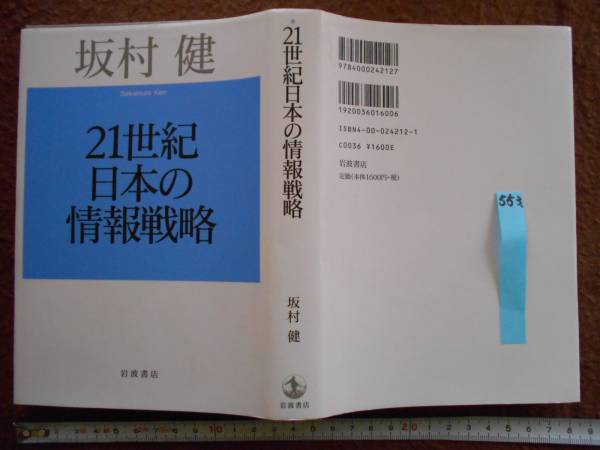 坂村 健
Sakamura Ken
21世紀
日本の
情報戦略
岩波書店
21世紀日本の情報戦略
坂村 健
岩波書店
9784000242127
1920036016006
ISBN4-00-024212-1
C0036 ¥1600E
岩波書店
定価(本体1600円+税)
553
10
20